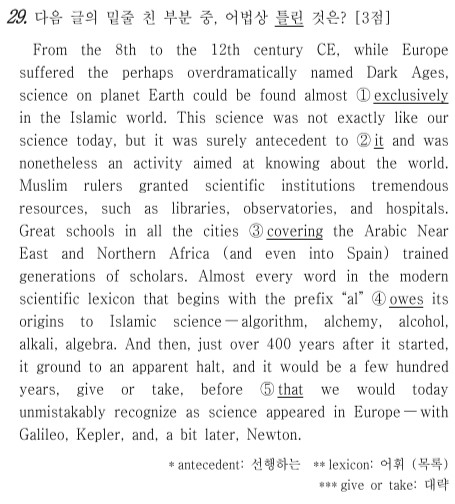 29. 다음 글의 밑줄 친 부분 중, 어법상 틀린 것은? [3점]
From the 8th to the 12th century CE, while Europe
suffered the perhaps overdramatically named Dark Ages,
science on planet Earth could be found almost ① exclusively
in the Islamic world. This science was not exactly like our
science today, but it was surely antecedent to ② it and was
nonetheless an activity aimed at knowing about the world.
Muslim rulers granted scientific institutions tremendous
resources, such as libraries, observatories, and hospitals.
Great schools in all the cities ③ covering the Arabic Near
East and Northern Africa (and even into Spain) trained
generations of scholars. Almost every word in the modern
scientific lexicon that begins with the prefix “al” ④ owes its
origins to Islamic science — algorithm, alchemy, alcohol,
alkali, algebra. And then, just over 400 years after it started,
it ground to an apparent halt, and it would be a few hundred
years, give or take, before ⑤ that we would today
unmistakably recognize as science appeared in Europe — with
Galileo, Kepler, and, a bit later, Newton.
* antecedent: 선행하는 ** lexicon: 어휘 (목록)
*** give or take: 대략